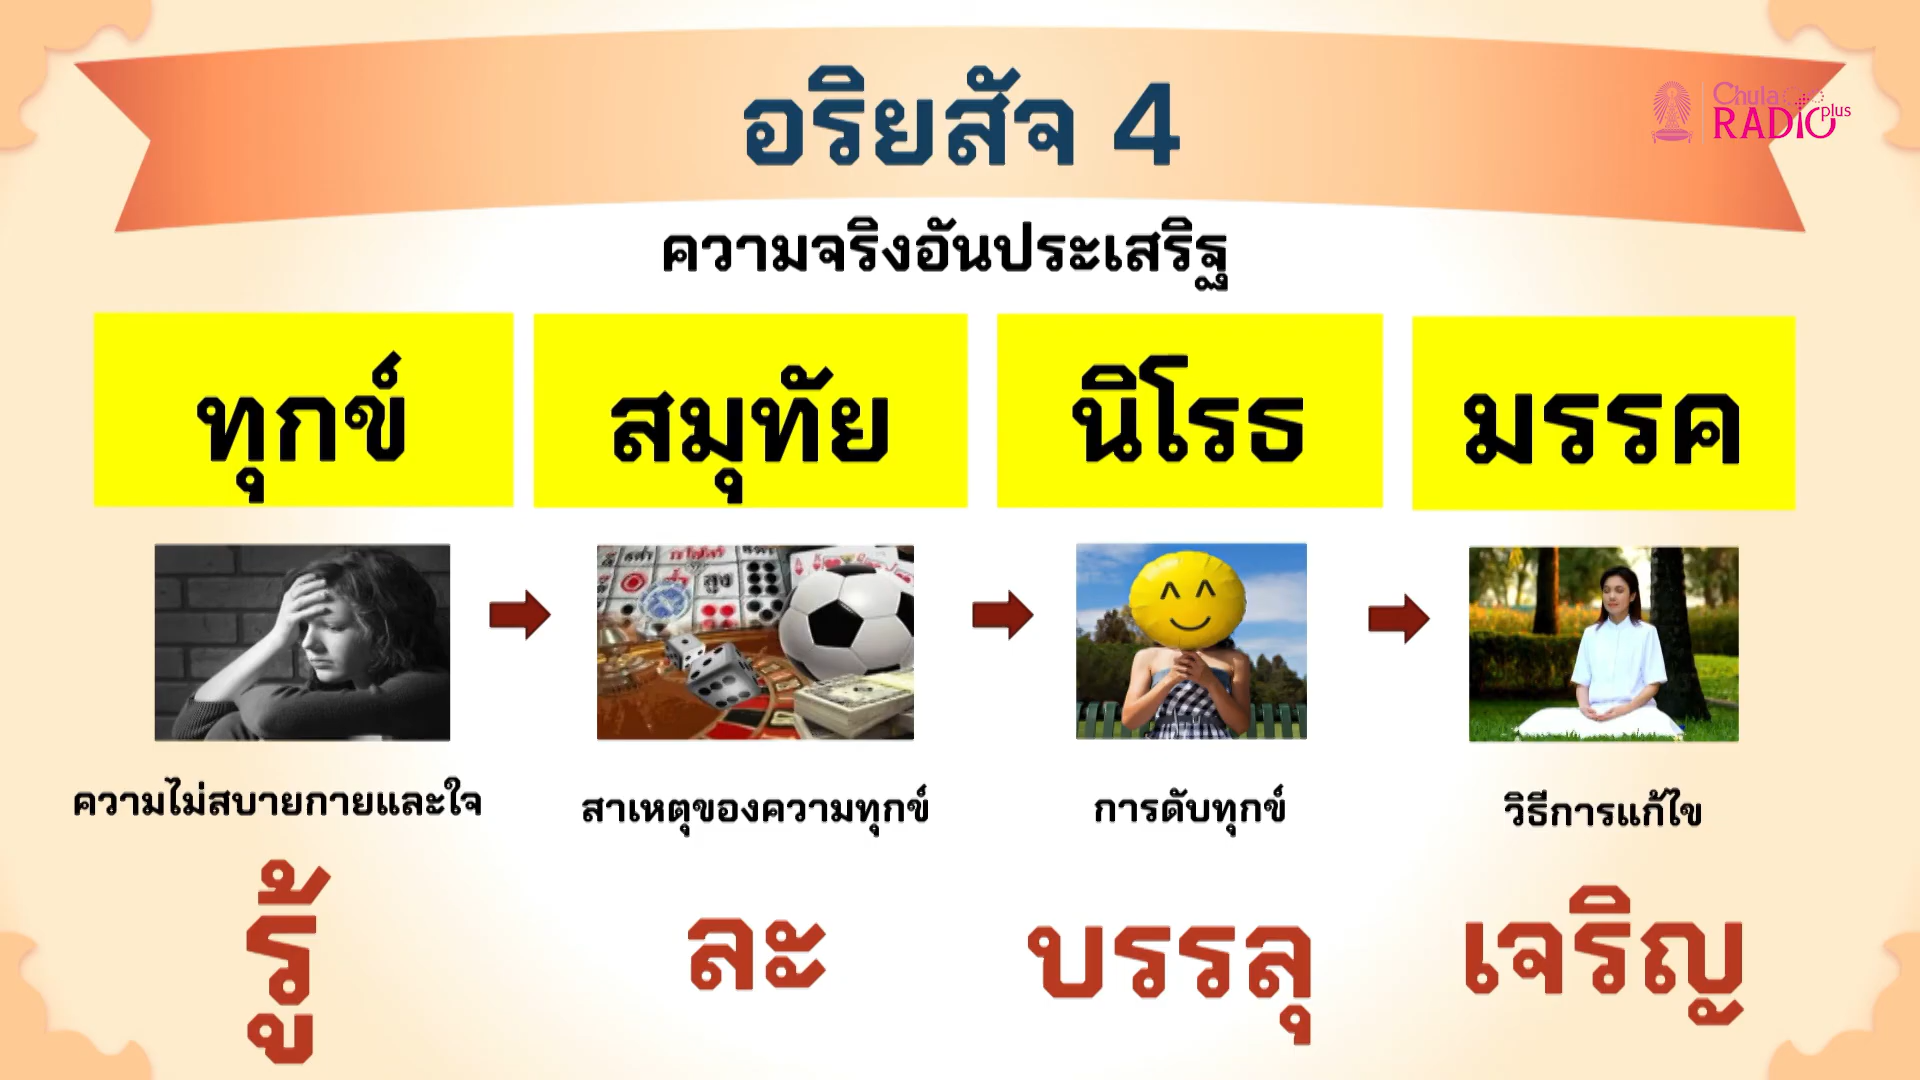 อริยสัจ 4
Chula
RADIO plus
ความจริงอันประเสริฐ
ทุกข์
สมุทัย
นิโรธ
มรรค
สูง
ความไม่สบายกายและใจ
สาเหตุของความทุกข์
การดับทุกข์
วิธีการแก้ไข
รู้
ละ
บรรลุ
เจริญ